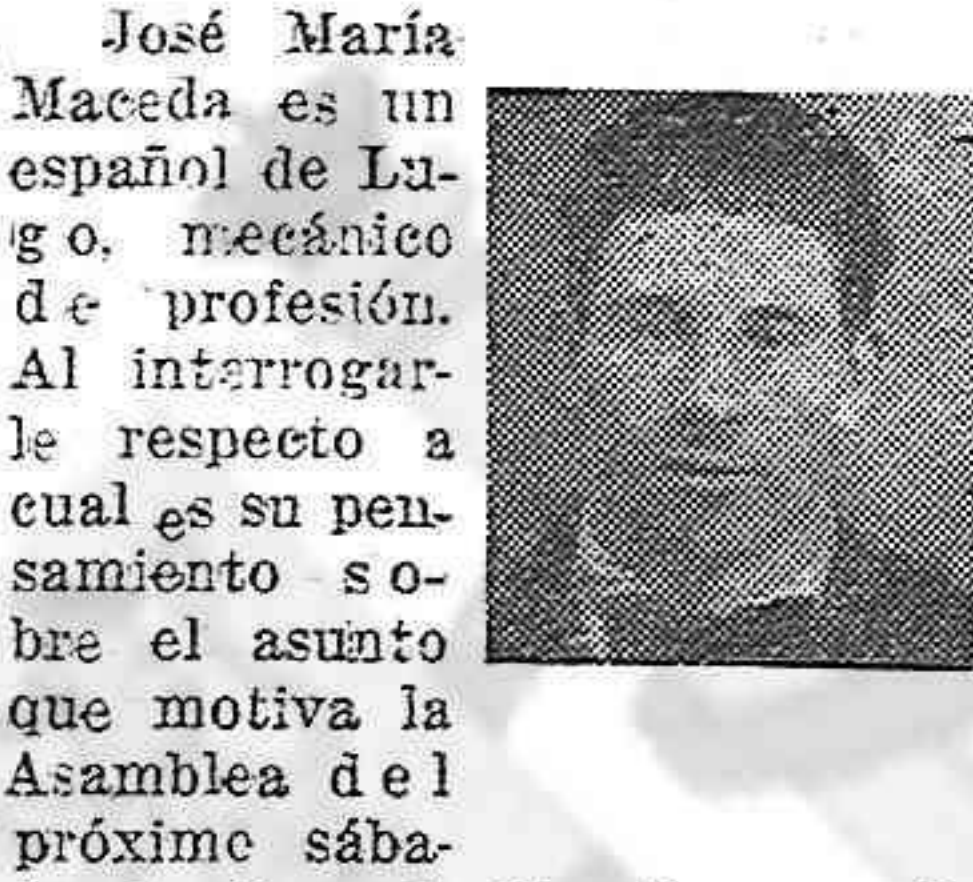 José María
Maceda es un
español de Lu-
go, mecánico
de profesión.
Al interrogar-
le respecto a
cual es su pen-
samiento so-
bre el asunto
que motiva la
Asamblea del
próximo sába-